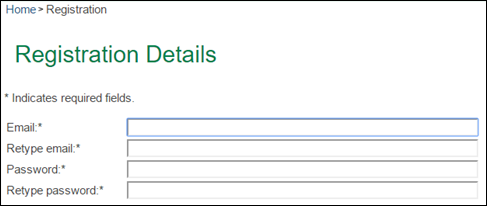 Home > Registration
Registration Details
* Indicates required fields.
Email:*
Retype email:*
Password:*
Retype password:*